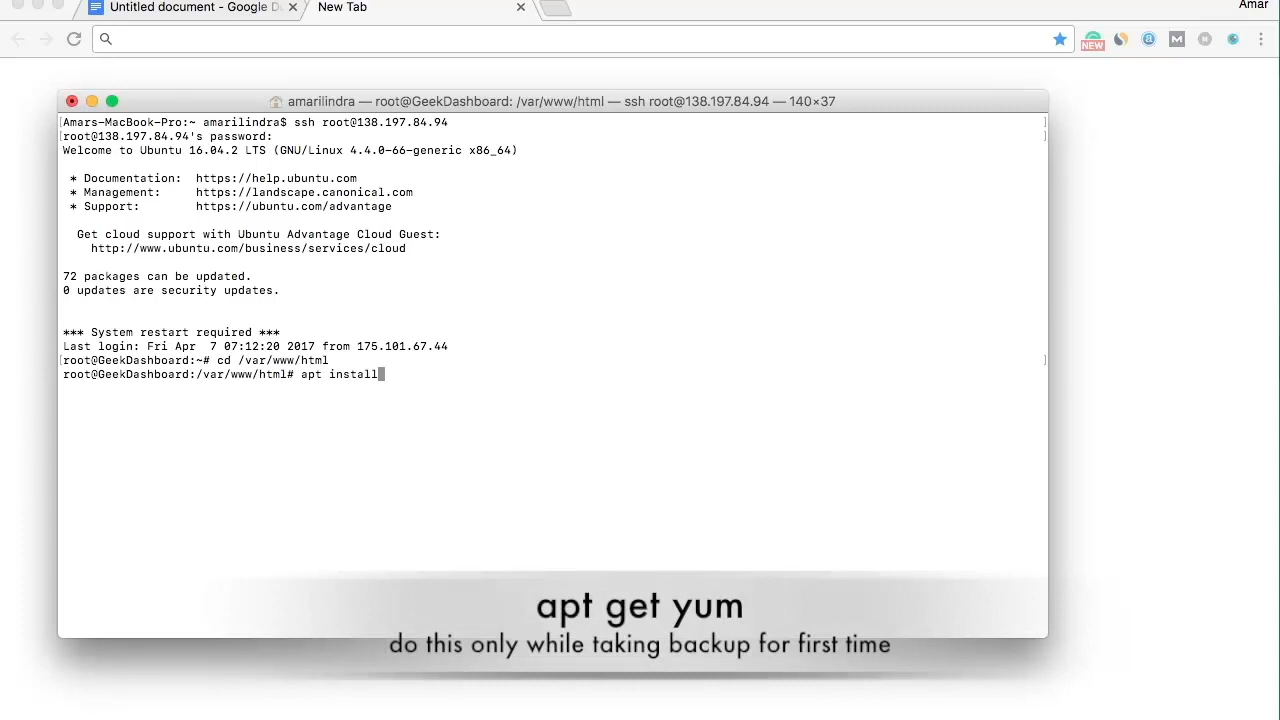 Amar
Untitled document - Google D
New Tab
NEW
M
amarilindra — root@GeekDashboard: /var/www/html — ssh root@138.197.84.94 — 140×37
Amars-MacBook-Pro:~ amarilindra$ ssh root@138.197.84.94
root@138.197.84.94's password:
Welcome to Ubuntu 16.04.2 LTS (GNU/Linux 4.4.0-66-generic x86_64)
* Documentation:  https://help.ubuntu.com
* Management:     https://landscape.canonical.com
* Support:        https://ubuntu.com/advantage
Get cloud support with Ubuntu Advantage Cloud Guest:
http://www.ubuntu.com/business/services/cloud
72 packages can be updated.
0 updates are security updates.
*** System restart required ***
Last login: Fri Apr  7 07:12:20 2017 from 175.101.67.44
root@GeekDashboard:~# cd /var/www/html
root@GeekDashboard:/var/www/html# apt install
apt get yum
do this only while taking backup for first time